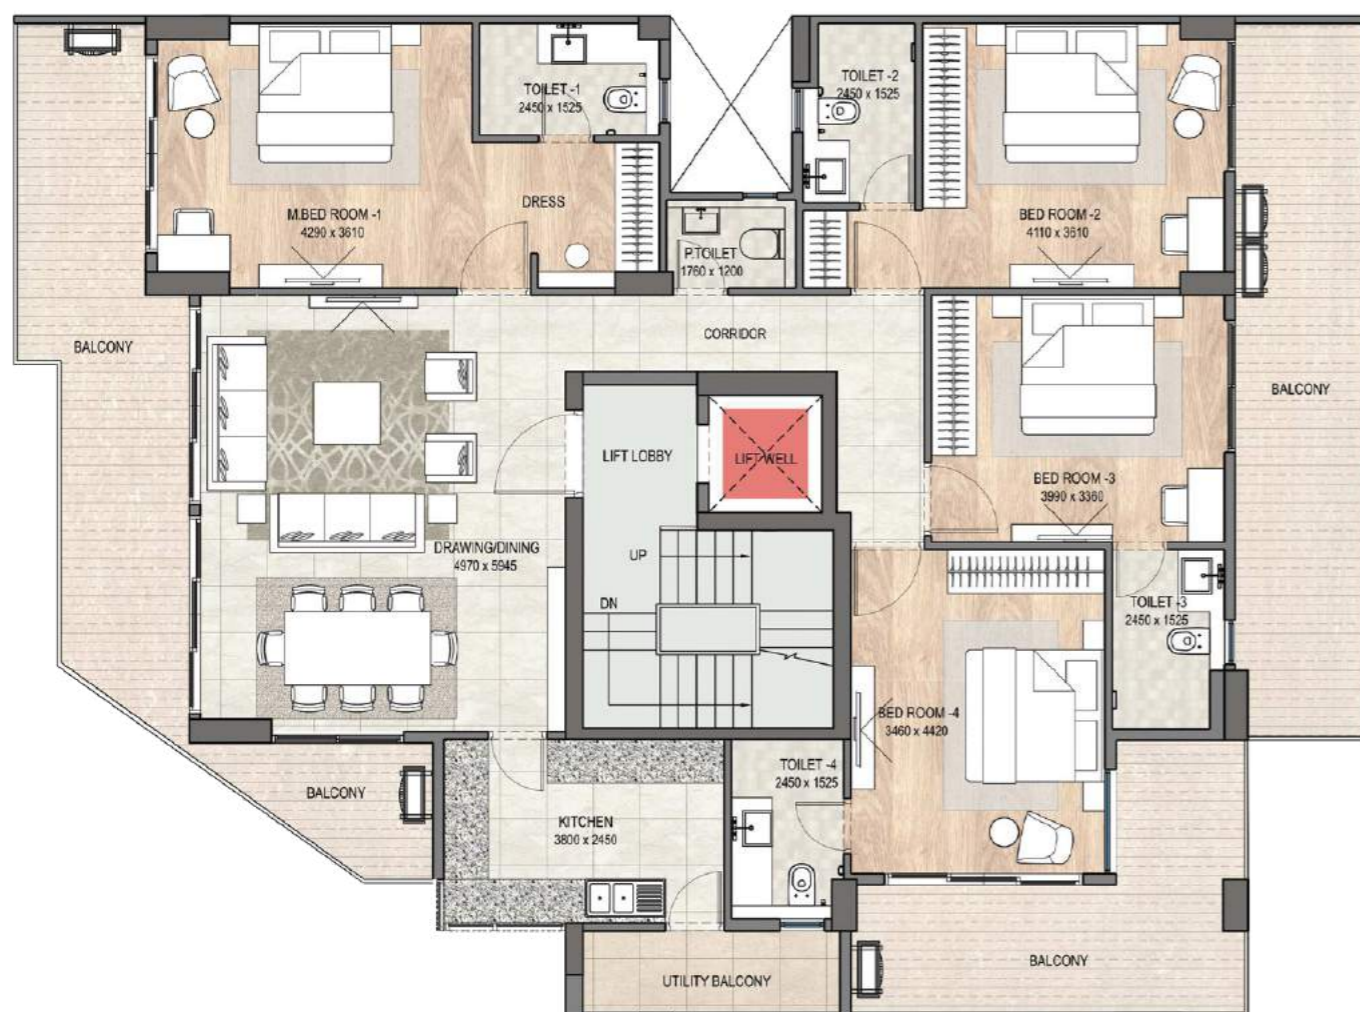 TOILET -1
2450 x 1525
TOILET -2
2450 x 1525
M.BED ROOM -1
4290 x 3610
DRESS
P.TOILET
1760 x 1200
BED ROOM -2
4110 x 3610
BALCONY
CORRIDOR
BALCONY
LIFT LOBBY
LIFT WELL
BED ROOM -3
3990 x 3360
DRAWING/DINING
4970 x 5945
UP
DN
TOILET -3
2450 x 1525
BED ROOM -4
3460 x 4420
BALCONY
KITCHEN
3800 x 2450
TOILET -4
2450 x 1525
UTILITY BALCONY
BALCONY